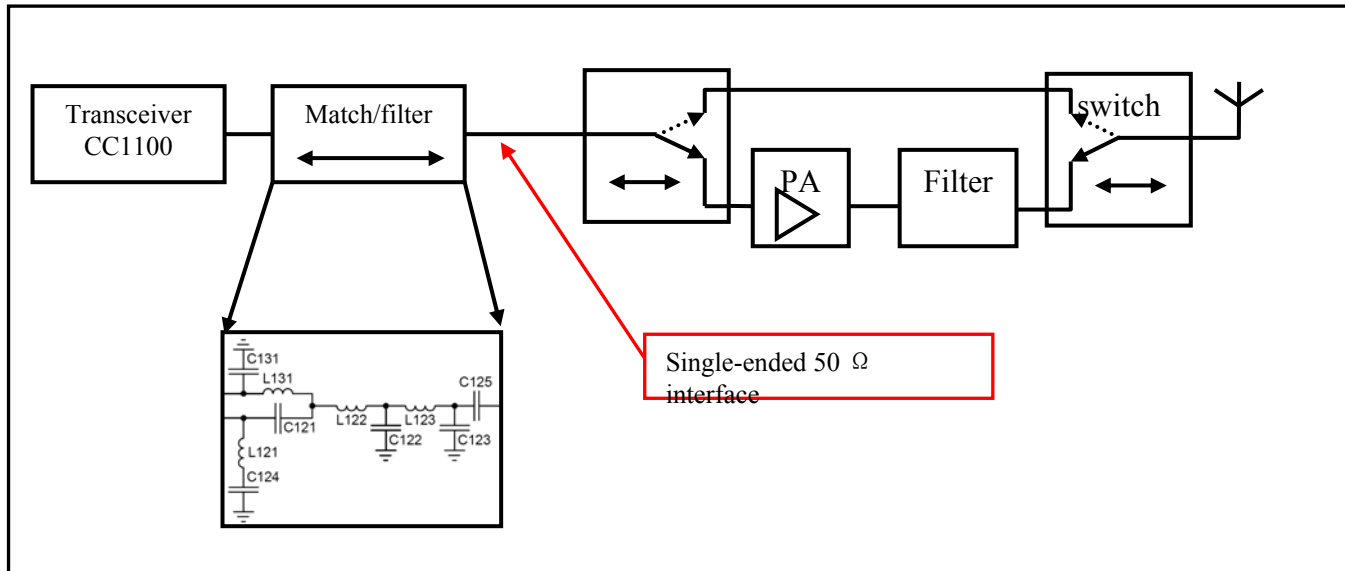 Transceiver
CC1100
Match/filter
switch
PA
Filter
Single-ended 50 Ω
interface
C131
L131
C121
L121
C124
L122
C122
L123
C123
C125